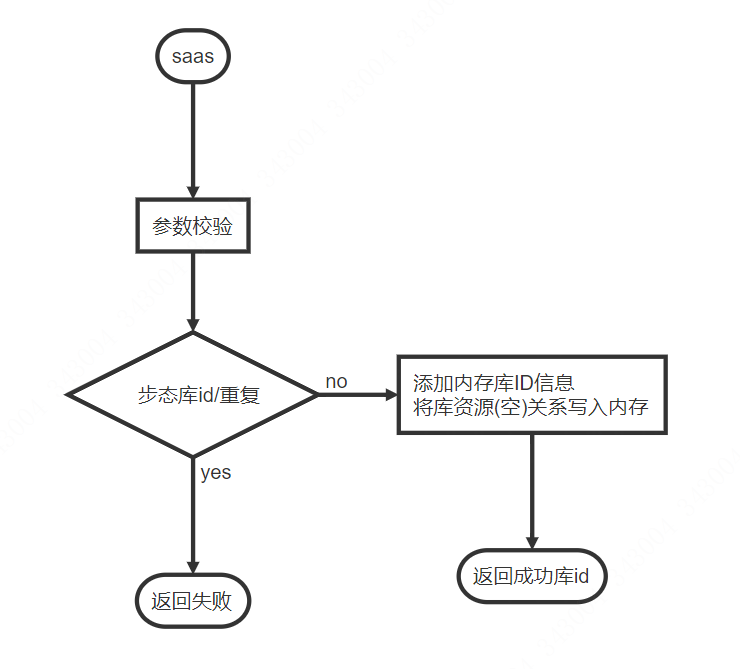 saas
参数校验
步态库id/重复
no
添加内存库ID信息
将库资源(空)关系写入内存
yes
返回成功库id
返回失败